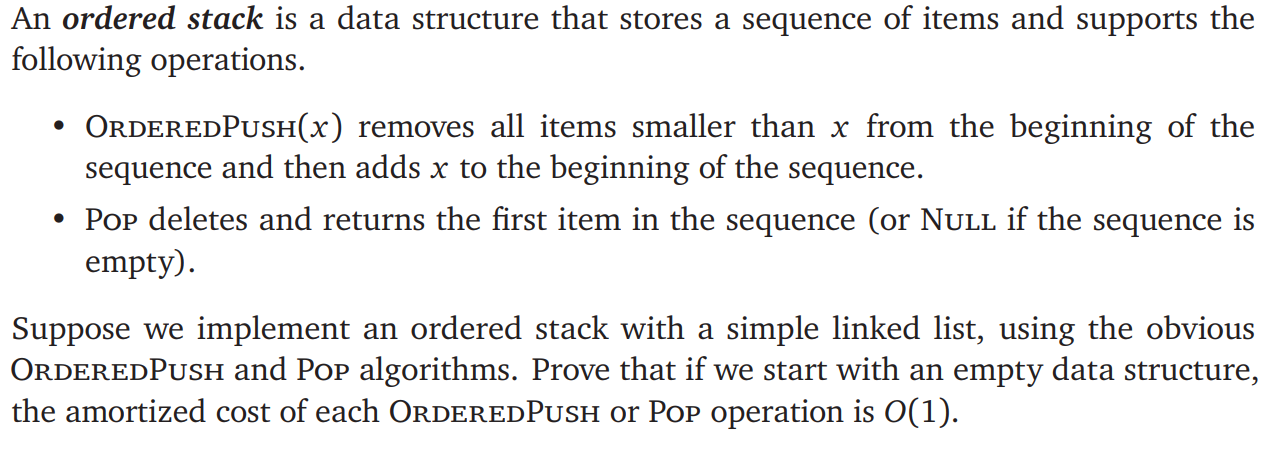 An ordered stack is a data structure that stores a sequence of items and supports the
following operations.
• ORDEREDPUSH(x) removes all items smaller than x from the beginning of the
sequence and then adds x to the beginning of the sequence.
• POP deletes and returns the first item in the sequence (or NULL if the sequence is
empty).
Suppose we implement an ordered stack with a simple linked list, using the obvious
ORDEREDPUSH and POP algorithms. Prove that if we start with an empty data structure,
the amortized cost of each ORDEREDPUSH or POP operation is O(1).